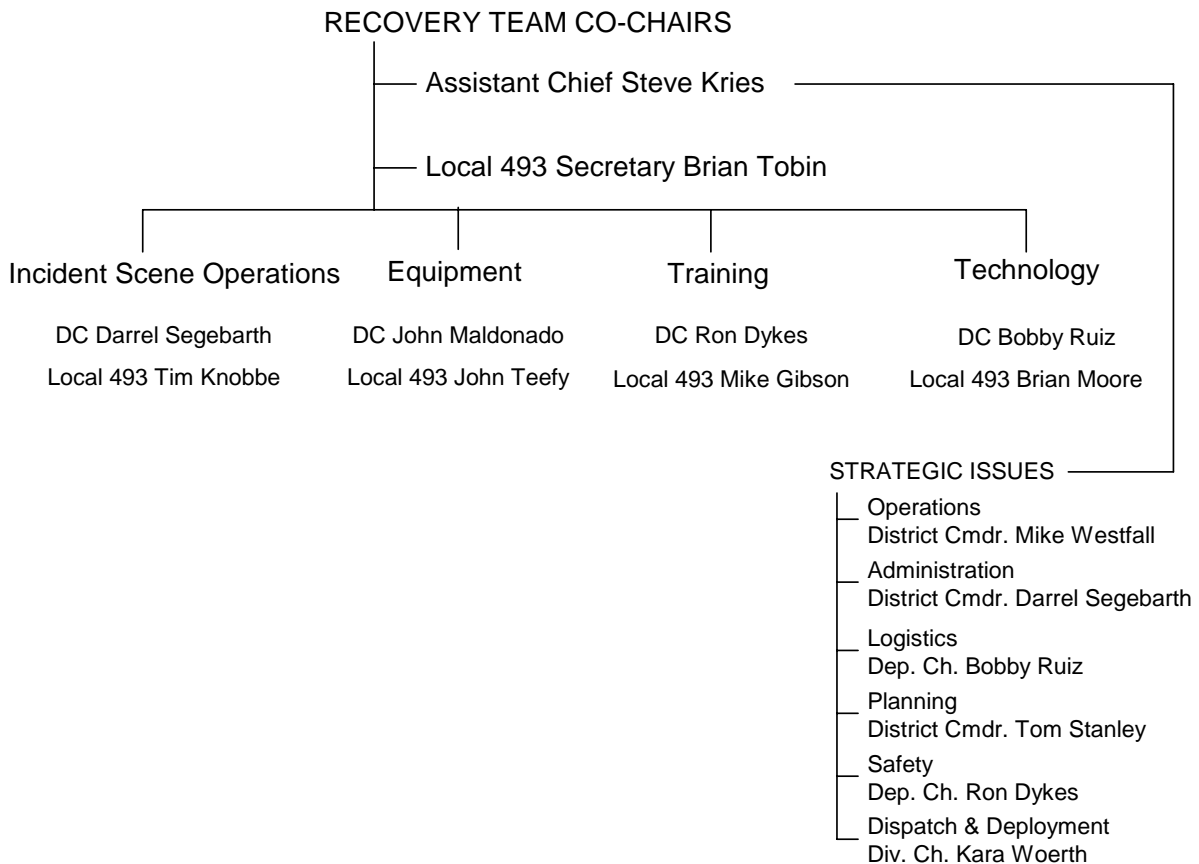 RECOVERY TEAM CO-CHAIRS
Assistant Chief Steve Kries
Local 493 Secretary Brian Tobin
Incident Scene Operations
DC Darrel Segebarth
Local 493 Tim Knobbe
Equipment
DC John Maldonado
Local 493 John Teefy
Training
DC Ron Dykes
Local 493 Mike Gibson
Technology
DC Bobby Ruiz
Local 493 Brian Moore
STRATEGIC ISSUES
Operations
District Cmdr. Mike Westfall
Administration
District Cmdr. Darrel Segebarth
Logistics
Dep. Ch. Bobby Ruiz
Planning
District Cmdr. Tom Stanley
Safety
Dep. Ch. Ron Dykes
Dispatch & Deployment
Div. Ch. Kara Woerth